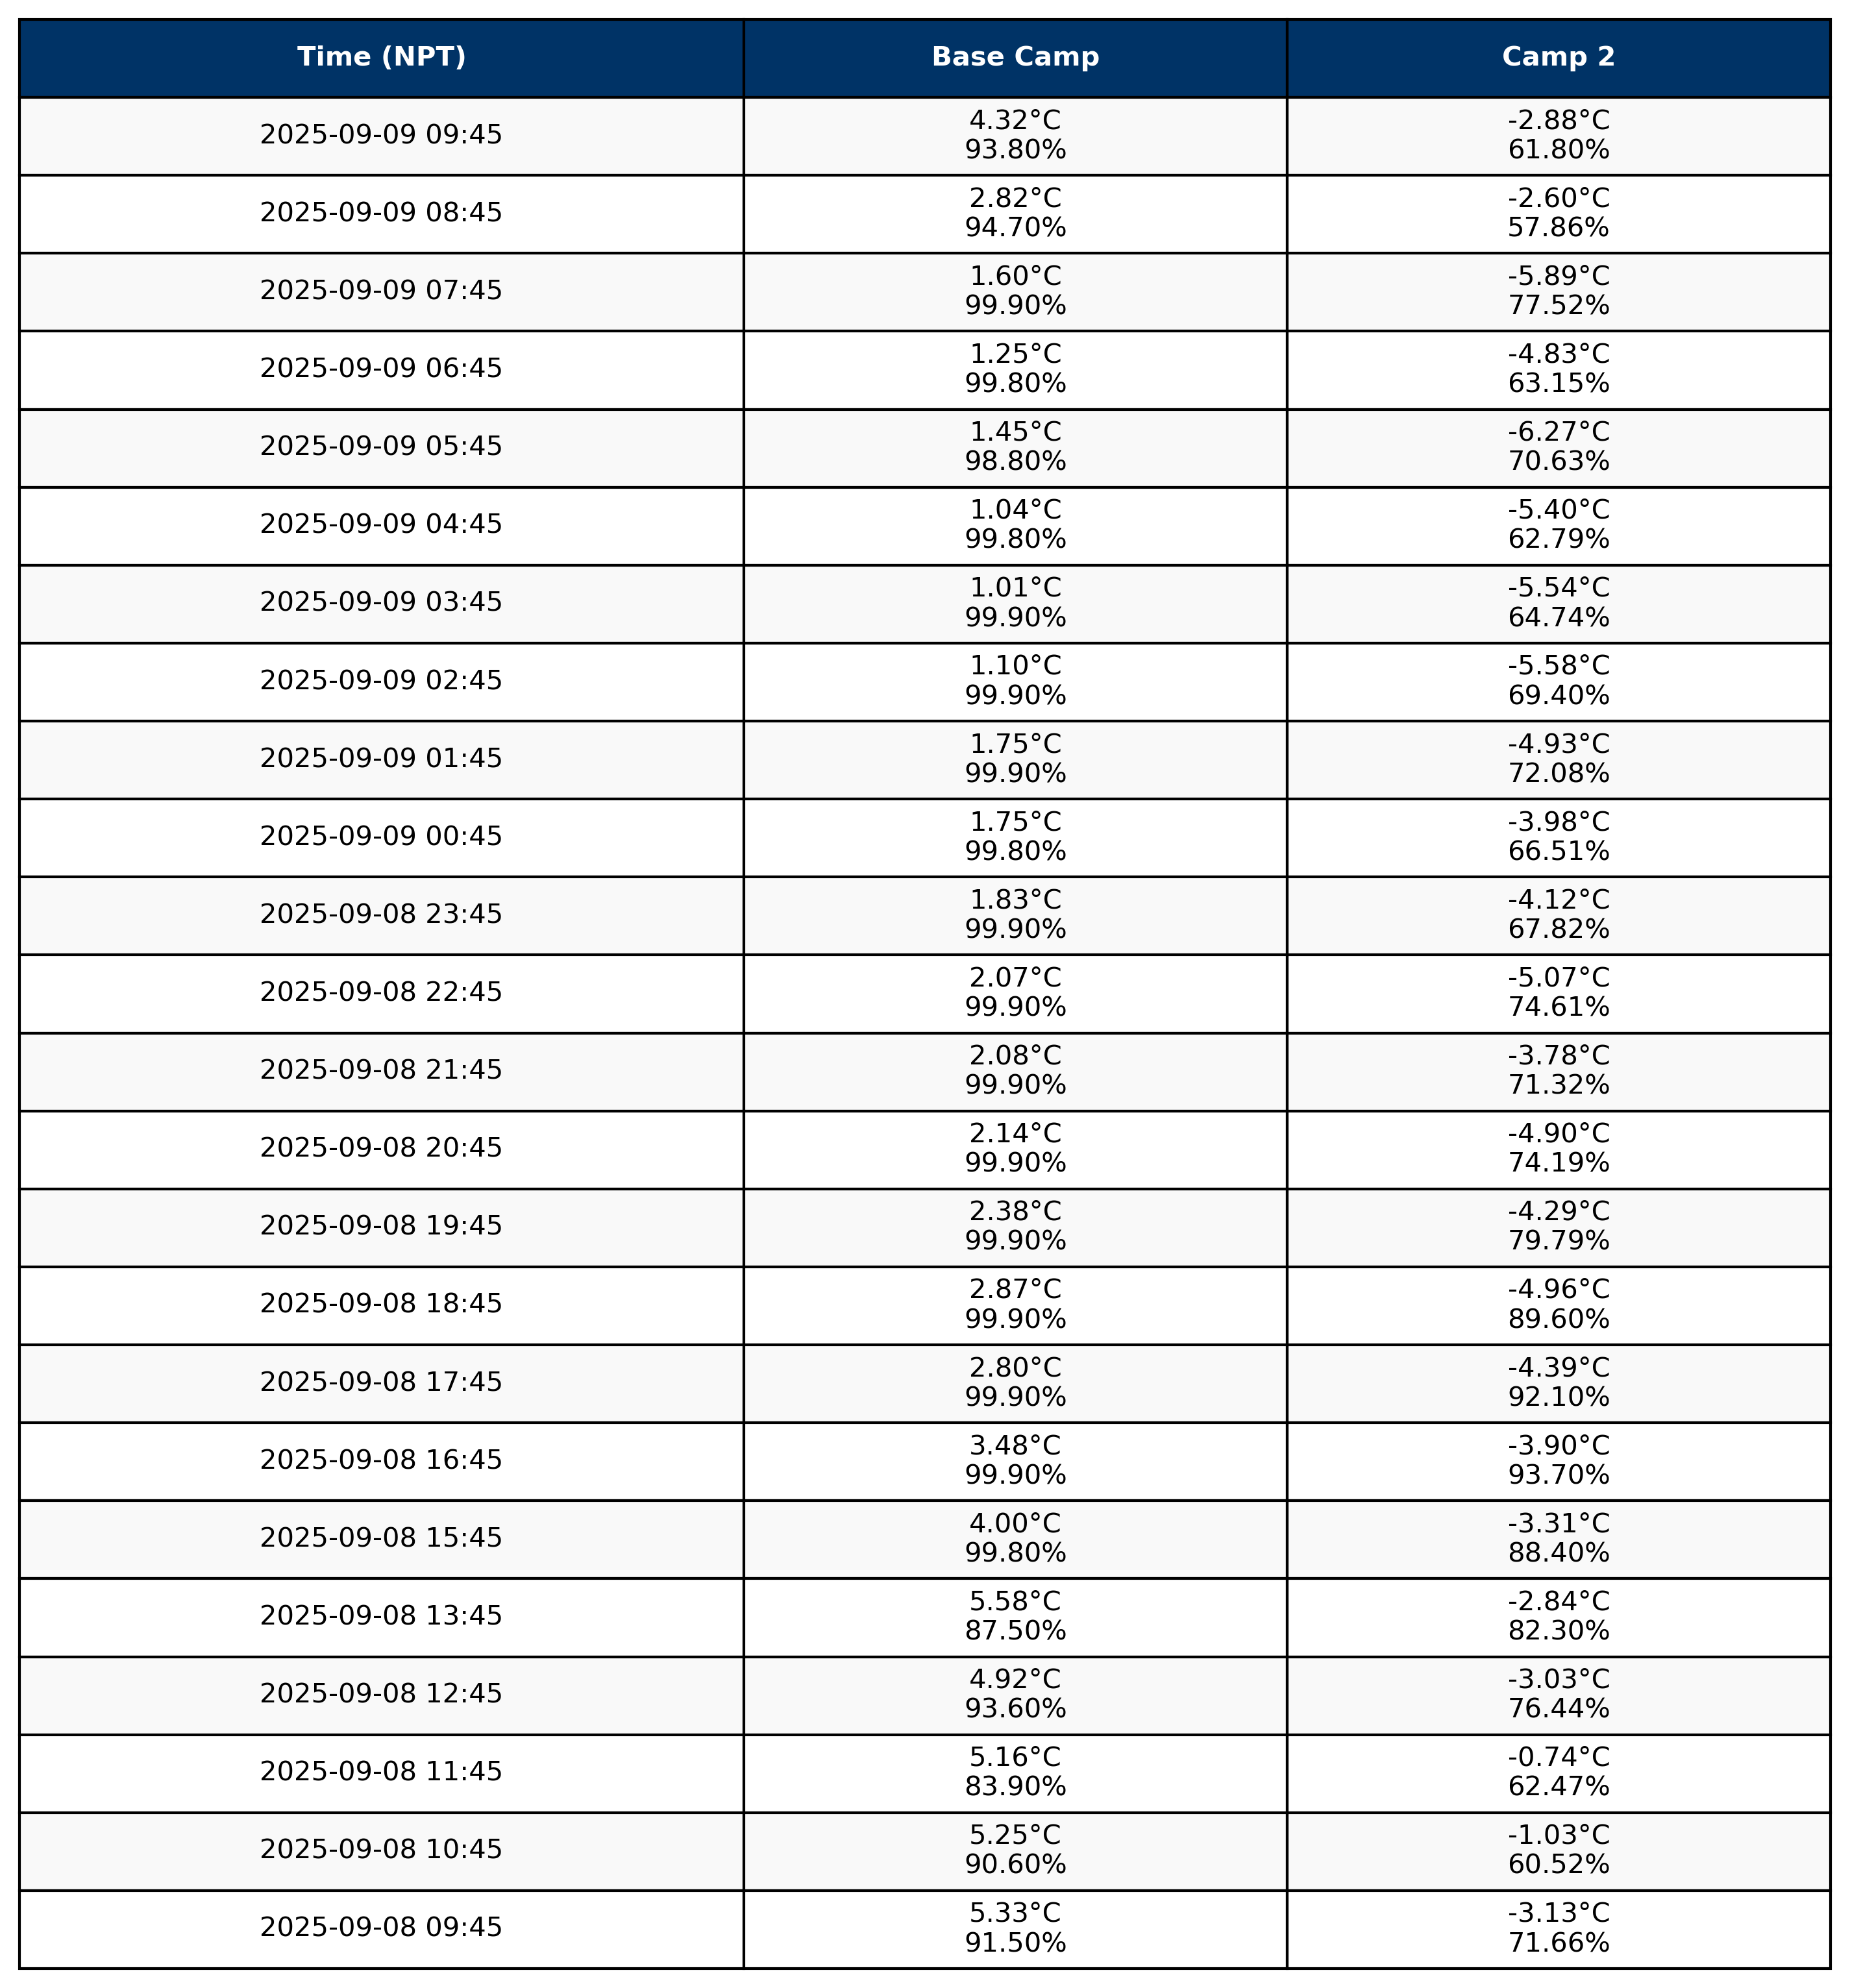 Time (NPT) Base Camp Camp 2
2025-09-09 09:45 4.32°C -2.88°C
93.80% 61.80%
2025-09-09 08:45 2.82°C -2.60°C
94.70% 57.86%
2025-09-09 07:45 1.60°C -5.89°C
99.90% 77.52%
2025-09-09 06:45 1.25°C -4.83°C
99.80% 63.15%
2025-09-09 05:45 1.45°C -6.27°C
98.80% 70.63%
2025-09-09 04:45 1.04°C -5.40°C
99.80% 62.79%
2025-09-09 03:45 1.01°C -5.54°C
99.90% 64.74%
2025-09-09 02:45 1.10°C -5.58°C
99.90% 69.40%
2025-09-09 01:45 1.75°C -4.93°C
99.90% 72.08%
2025-09-09 00:45 1.75°C -3.98°C
99.80% 66.51%
2025-09-08 23:45 1.83°C -4.12°C
99.90% 67.82%
2025-09-08 22:45 2.07°C -5.07°C
99.90% 74.61%
2025-09-08 21:45 2.08°C -3.78°C
99.90% 71.32%
2025-09-08 20:45 2.14°C -4.90°C
99.90% 74.19%
2025-09-08 19:45 2.38°C -4.29°C
99.90% 79.79%
2025-09-08 18:45 2.87°C -4.96°C
99.90% 89.60%
2025-09-08 17:45 2.80°C -4.39°C
99.90% 92.10%
2025-09-08 16:45 3.48°C -3.90°C
99.90% 93.70%
2025-09-08 15:45 4.00°C -3.31°C
99.80% 88.40%
2025-09-08 13:45 5.58°C -2.84°C
87.50% 82.30%
2025-09-08 12:45 4.92°C -3.03°C
93.60% 76.44%
2025-09-08 11:45 5.16°C -0.74°C
83.90% 62.47%
2025-09-08 10:45 5.25°C -1.03°C
90.60% 60.52%
2025-09-08 09:45 5.33°C -3.13°C
91.50% 71.66%